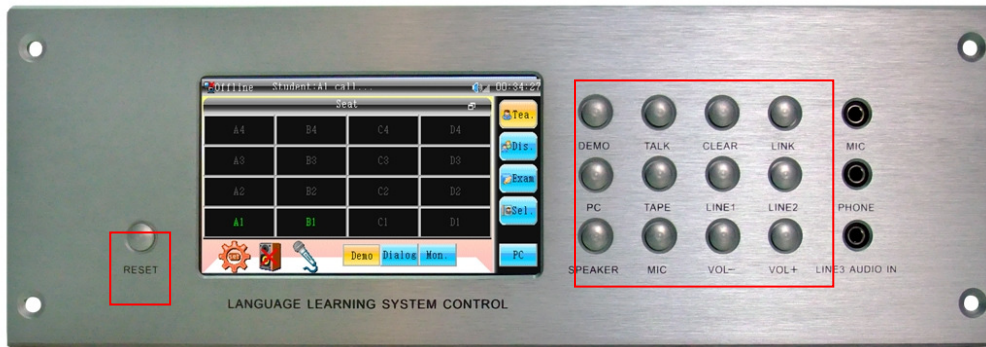 Offline Student:A1 call... 00:34:27
Seat
A4 B4 C4 D4
A3 B3 C3 D3
A2 B2 C2 D2
A1 B1 C1 D1
Tea.
Dis.
Exam
Sel.
SET
Demo Dialog Mon. PC
RESET
LANGUAGE LEARNING SYSTEM CONTROL
DEMO TALK CLEAR LINK MIC
PC TAPE LINE1 LINE2 PHONE
SPEAKER MIC VOL- VOL+ LINE3 AUDIO IN